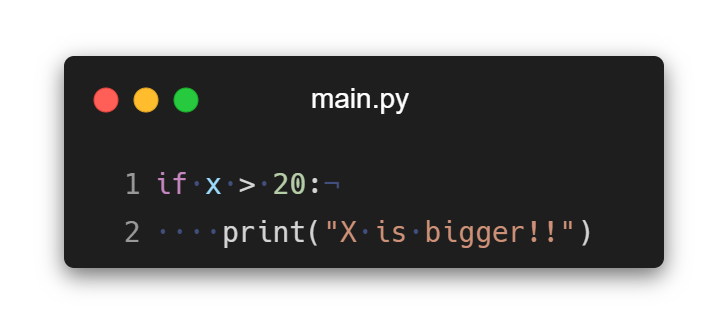 main.py
1 if x > 20:
2     print("X is bigger!!")